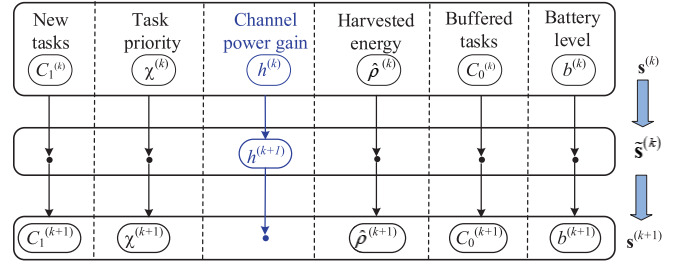 New Task Channel Harvested Buffered Battery
tasks priority power gain energy tasks level
C₁⁽ᵏ⁾ χ⁽ᵏ⁾ h⁽ᵏ⁾ ρ̂⁽ᵏ⁾ C₀⁽ᵏ⁾ b⁽ᵏ⁾ s⁽ᵏ⁾
h⁽ᵏ⁺¹⁾ s̃⁽ᵏ⁾
C₁⁽ᵏ⁺¹⁾ χ⁽ᵏ⁺¹⁾ ρ̂⁽ᵏ⁺¹⁾ C₀⁽ᵏ⁺¹⁾ b⁽ᵏ⁺¹⁾ s⁽ᵏ⁺¹⁾